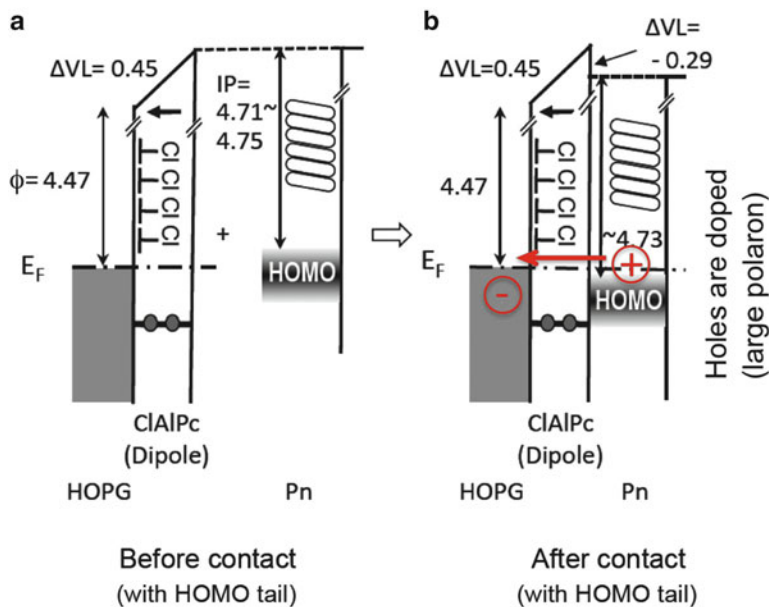 a
ΔVL= 0.45
IP=
4.71~
4.75
ϕ= 4.47
Cl
Cl
Cl
Cl
+
E_F
HOMO
ClAlPc
(Dipole)
HOPG
Pn
Before contact
(with HOMO tail)
b
ΔVL=
- 0.29
ΔVL=0.45
4.47
Cl
Cl
Cl
Cl
~4.73
E_F
+
-
HOMO
Holes are doped
(large polaron)
ClAlPc
(Dipole)
HOPG
Pn
After contact
(with HOMO tail)